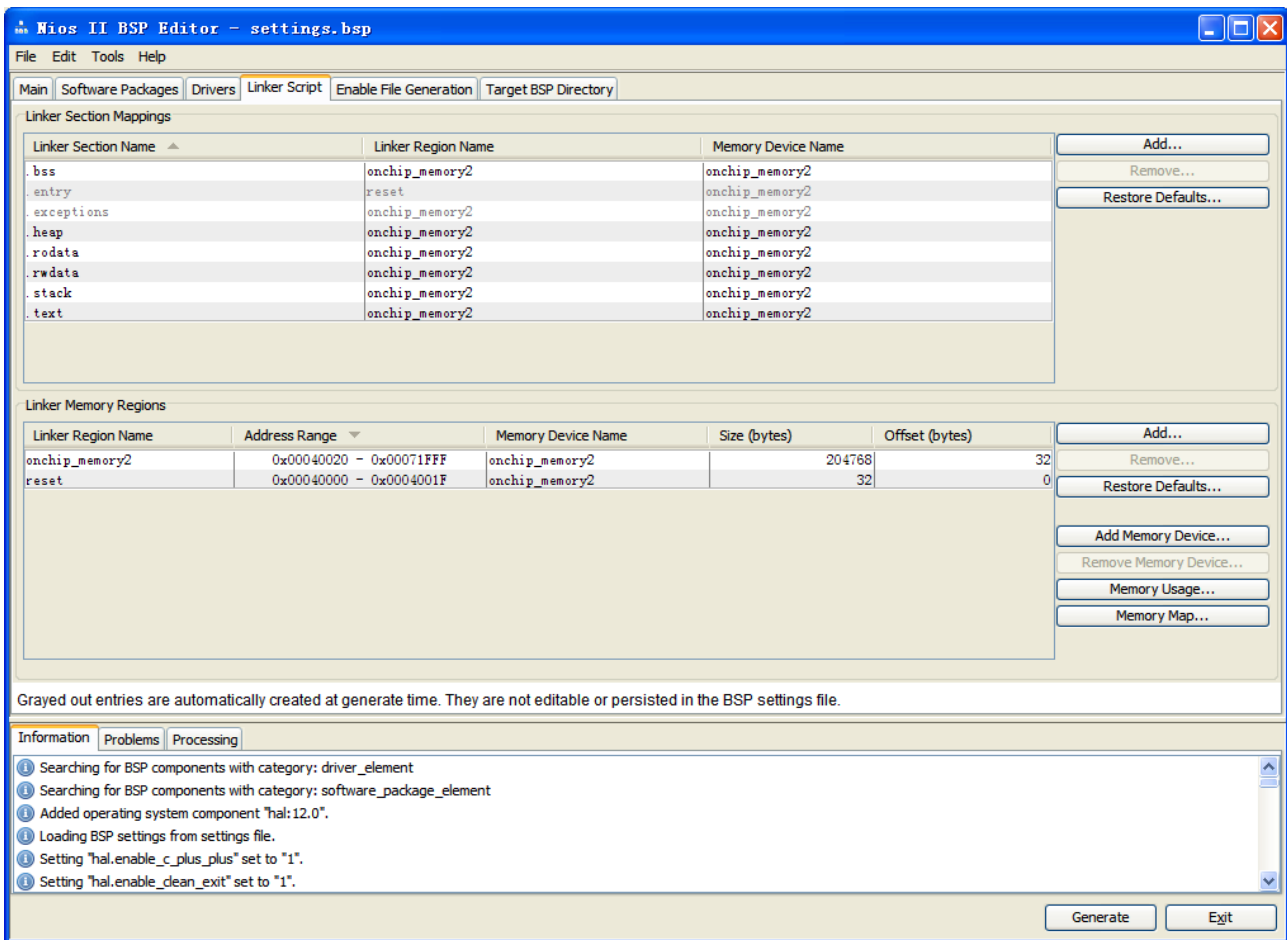 Nios II BSP Editor - settings.bsp
File Edit Tools Help
Main Software Packages Drivers Linker Script Enable File Generation Target BSP Directory
Linker Section Mappings
Linker Section Name Linker Region Name Memory Device Name Add...
.bss onchip_memory2 onchip_memory2 Remove...
.entry reset onchip_memory2 Restore Defaults...
.exceptions onchip_memory2 onchip_memory2
.heap onchip_memory2 onchip_memory2
.rodata onchip_memory2 onchip_memory2
.rwdata onchip_memory2 onchip_memory2
.stack onchip_memory2 onchip_memory2
.text onchip_memory2 onchip_memory2
Linker Memory Regions
Linker Region Name Address Range Memory Device Name Size (bytes) Offset (bytes) Add...
onchip_memory2 0x00040020 - 0x00071FFF onchip_memory2 204768 32 Remove...
reset 0x00040000 - 0x0004001F onchip_memory2 32 0 Restore Defaults...
Add Memory Device...
Remove Memory Device...
Memory Usage...
Memory Map...
Grayed out entries are automatically created at generate time. They are not editable or persisted in the BSP settings file.
Information Problems Processing
Searching for BSP components with category: driver_element
Searching for BSP components with category: software_package_element
Added operating system component "hal:12.0".
Loading BSP settings from settings file.
Setting "hal.enable_c_plus_plus" set to "1".
Setting "hal.enable_clean_exit" set to "1".
Generate Exit